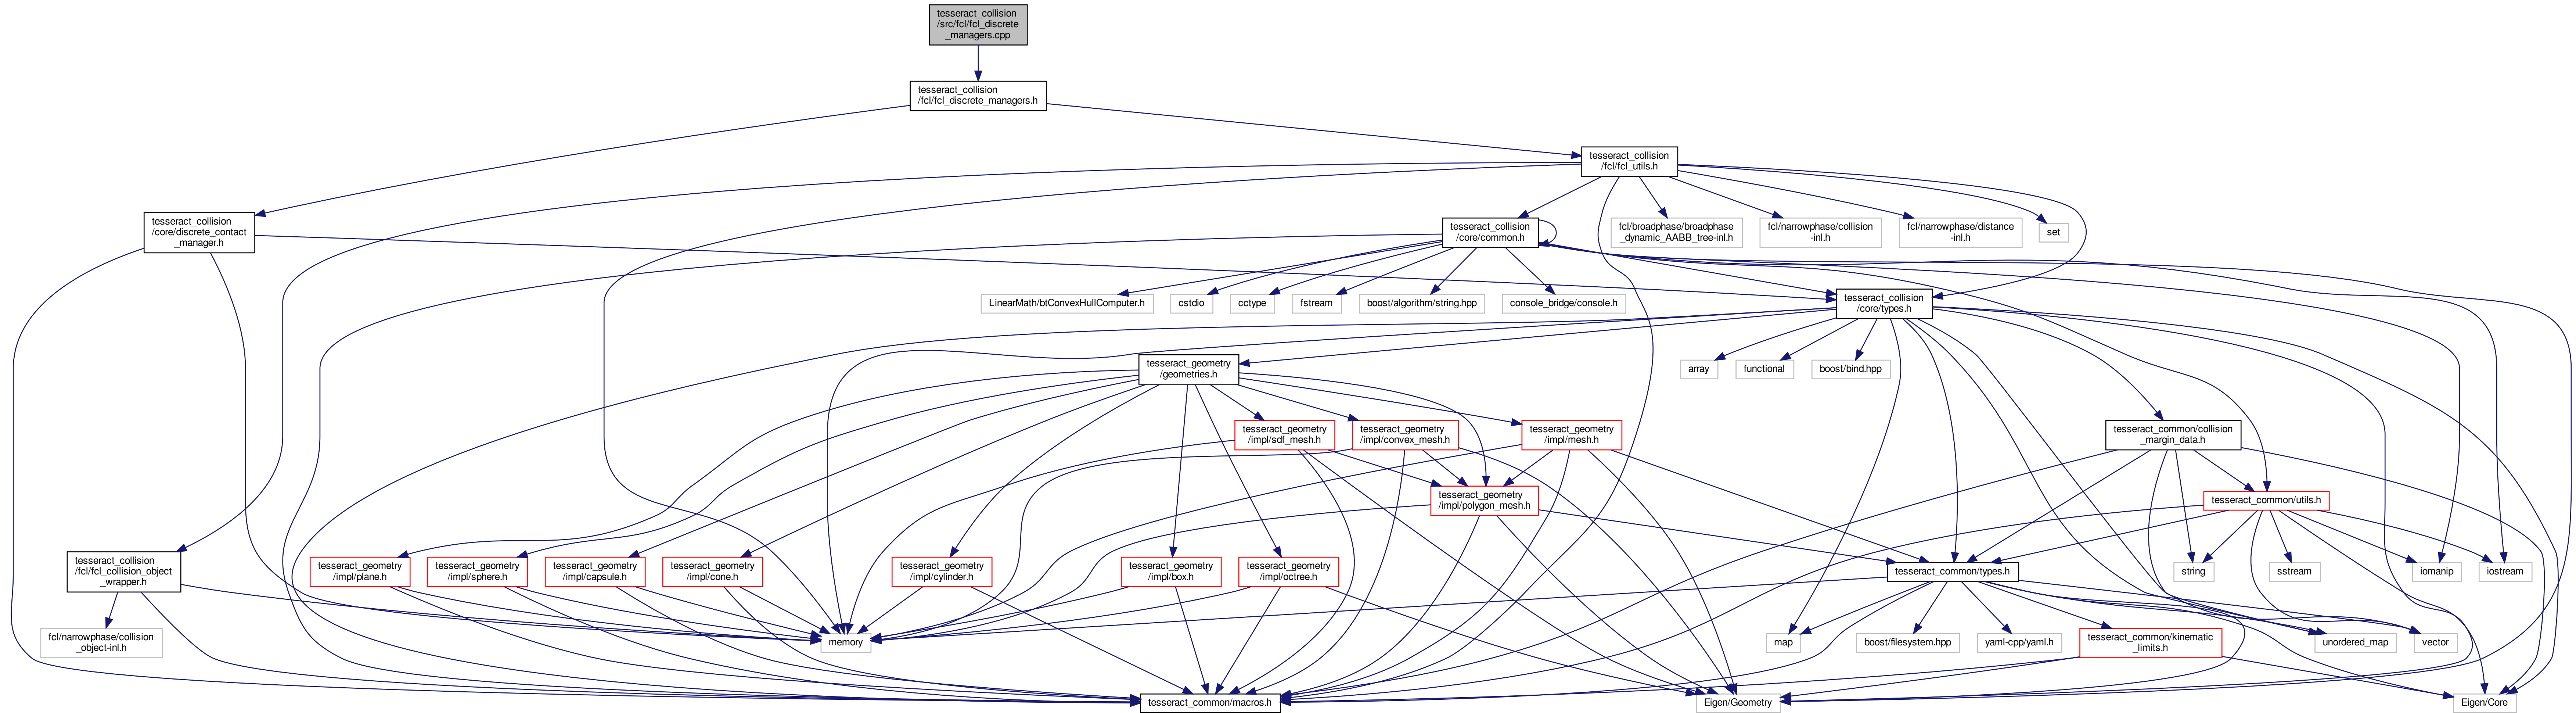 tesseract_collision
/src/fcl/fcl_discrete
_managers.cpp
tesseract_collision
/fcl/fcl_discrete_managers.h
tesseract_collision
/fcl/fcl_utils.h
tesseract_collision
/core/discrete_contact
_manager.h
tesseract_collision
/core/common.h
fcl/broadphase/broadphase
_dynamic_AABB_tree-inl.h
fcl/narrowphase/collision
-inl.h
fcl/narrowphase/distance
-inl.h
set
LinearMath/btConvexHullComputer.h
cstdio
cctype
fstream
boost/algorithm/string.hpp
console_bridge/console.h
tesseract_collision
/core/types.h
tesseract_geometry
/geometries.h
array
functional
boost/bind.hpp
tesseract_geometry
/impl/sdf_mesh.h
tesseract_geometry
/impl/convex_mesh.h
tesseract_geometry
/impl/mesh.h
tesseract_common/collision
_margin_data.h
tesseract_geometry
/impl/polygon_mesh.h
tesseract_common/utils.h
tesseract_collision
/fcl/fcl_collision_object
_wrapper.h
tesseract_geometry
/impl/plane.h
tesseract_geometry
/impl/sphere.h
tesseract_geometry
/impl/capsule.h
tesseract_geometry
/impl/cone.h
tesseract_geometry
/impl/cylinder.h
tesseract_geometry
/impl/box.h
tesseract_geometry
/impl/octree.h
tesseract_common/types.h
string
sstream
iomanip
iostream
fcl/narrowphase/collision
_object-inl.h
memory
map
boost/filesystem.hpp
yaml-cpp/yaml.h
tesseract_common/kinematic
_limits.h
unordered_map
vector
tesseract_common/macros.h
Eigen/Geometry
Eigen/Core